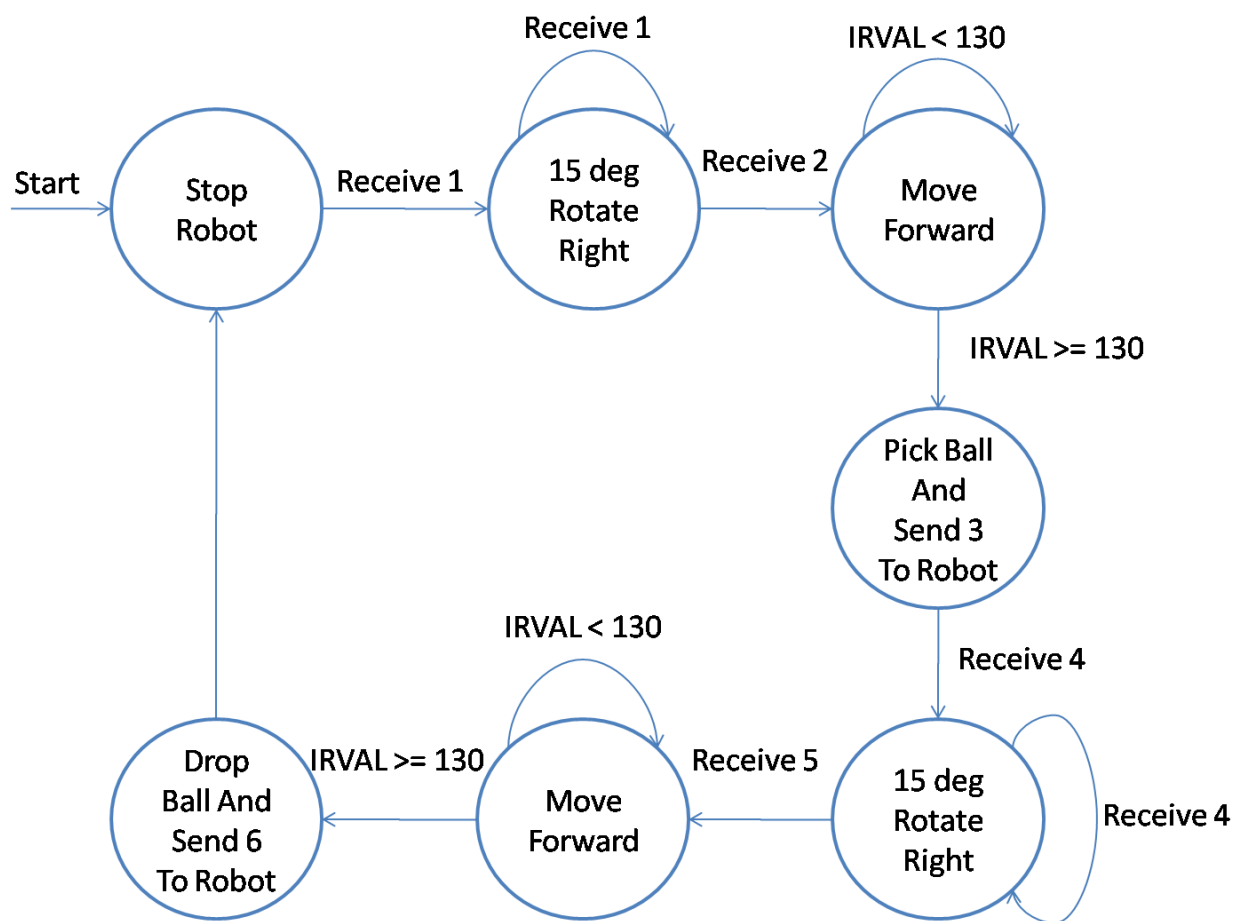 Receive 1
IRVAL < 130
Start
Stop
Robot
Receive 1
15 deg
Rotate
Right
Receive 2
Move
Forward
IRVAL >= 130
Pick Ball
And
Send 3
To Robot
Receive 4
15 deg
Rotate
Right
Receive 4
Receive 5
IRVAL < 130
Move
Forward
IRVAL >= 130
Drop
Ball And
Send 6
To Robot